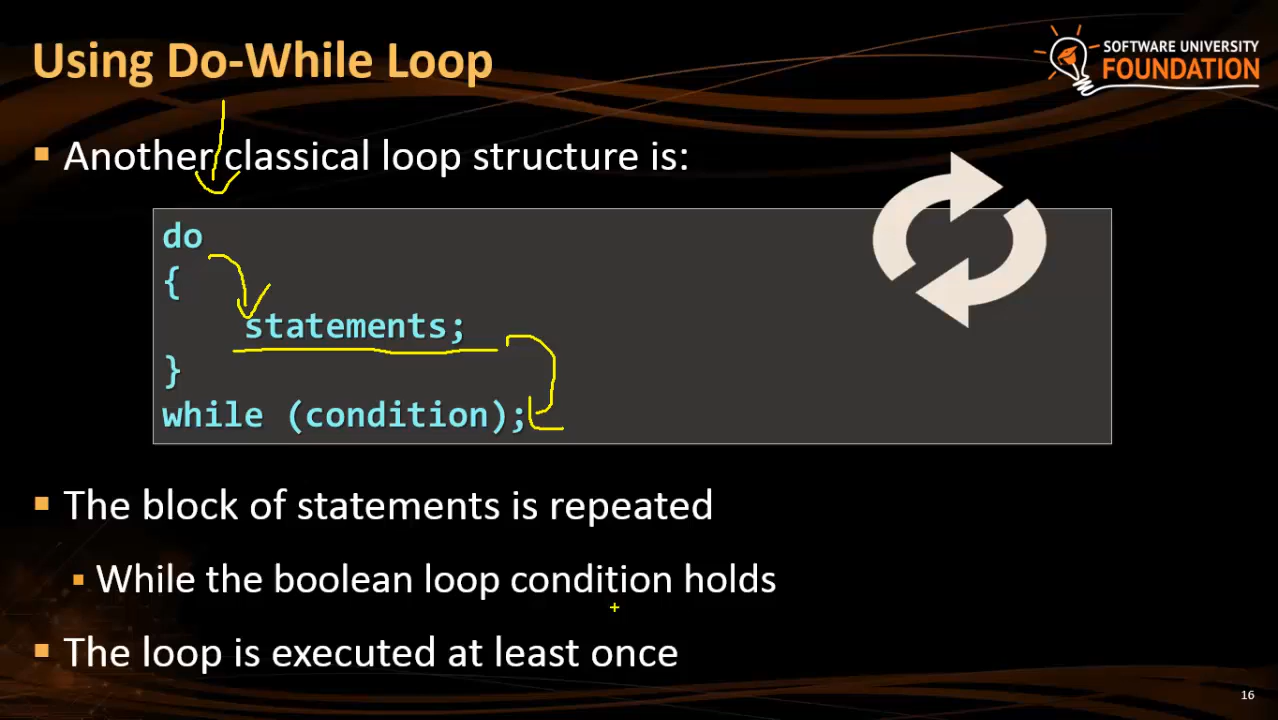 Using Do-While Loop
SOFTWARE UNIVERSITY
FOUNDATION
Another classical loop structure is:
do
{
statements;
}
while (condition);
The block of statements is repeated
While the boolean loop condition holds
The loop is executed at least once
16